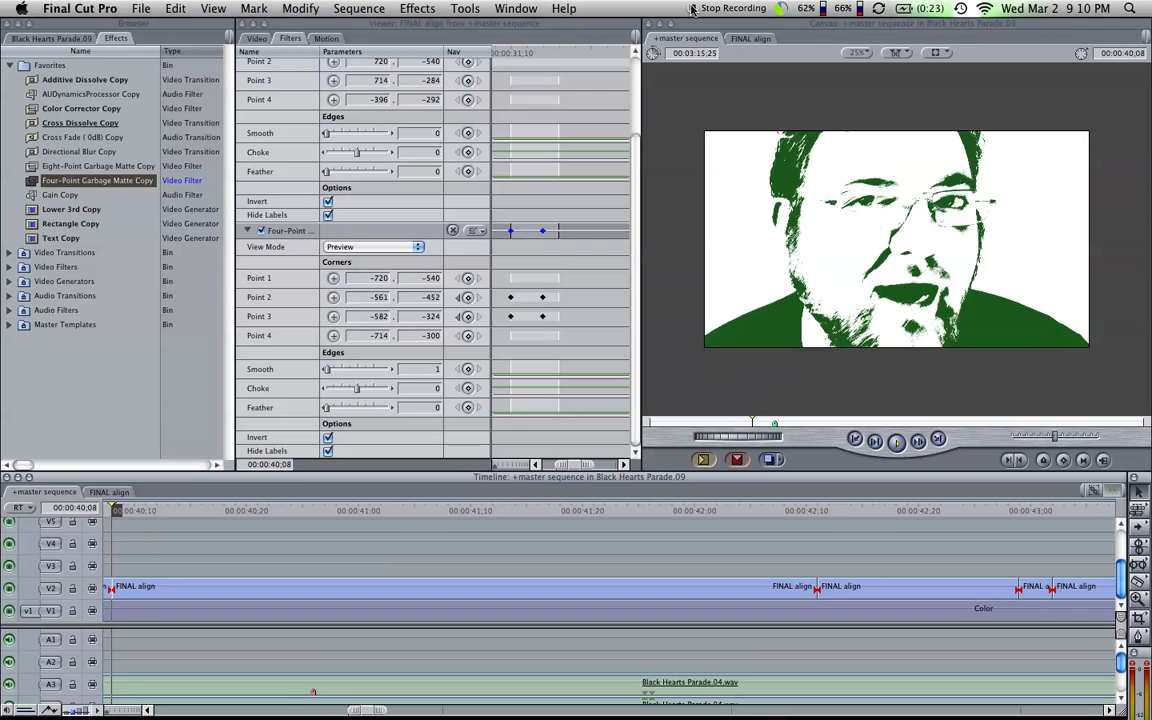 Final Cut Pro File Edit View Mark Modify Sequence Effects Tools Window Help Stop Recording 62% 66% (0:23) Wed Mar 2 9:10 PM
Browser
Viewer: FINAL align from +master sequence
Canvas: +master sequence in Black Hearts Parade.09
Black Hearts Parade.09 Effects
Name Type
Favorites Bin
Additive Dissolve Copy Video Transition
AUDynamicsProcessor Copy Audio Filter
Color Corrector Copy Video Filter
Cross Dissolve Copy Video Transition
Cross Fade ( 0dB) Copy Audio Transition
Directional Blur Copy Video Transition
Eight-Point Garbage Matte Copy Video Filter
Four-Point Garbage Matte Copy Video Filter
Gain Copy Audio Filter
Lower 3rd Copy Video Generator
Rectangle Copy Video Generator
Text Copy Video Generator
Video Transitions Bin
Video Filters Bin
Video Generators Bin
Audio Transitions Bin
Audio Filters Bin
Master Templates Bin
Video Filters Motion
Name Parameters Nav 00:00:31;10
Point 2 720 , -540
Point 3 714 , -284
Point 4 -396 , -292
Edges
Smooth 0
Choke 0
Feather 0
Options
Invert
Hide Labels
Four-Point ...
View Mode Preview
Corners
Point 1 -720 , -540
Point 2 -561 , -452
Point 3 -582 , -324
Point 4 -714 , -300
Edges
Smooth 1
Choke 0
Feather 0
Options
Invert
Hide Labels
00:00:40;08
+master sequence FINAL align
00:03:15;25 25% 00:00:40;08
Timeline: +master sequence in Black Hearts Parade.09
+master sequence FINAL align
RT 00:00:40;08 00:00:40;10 00:00:40;20 00:00:41;00 00:00:41;10 00:00:41;20 00:00:42;00 00:00:42;10 00:00:42;20 00:00:43;00
V5
V4
V3
V2 FINAL align FINAL align FINAL align FINAL a FINAL align
v1 V1 Color
A1
A2
A3 Black Hearts Parade.04.wav
Black Hearts Parade.04.wav